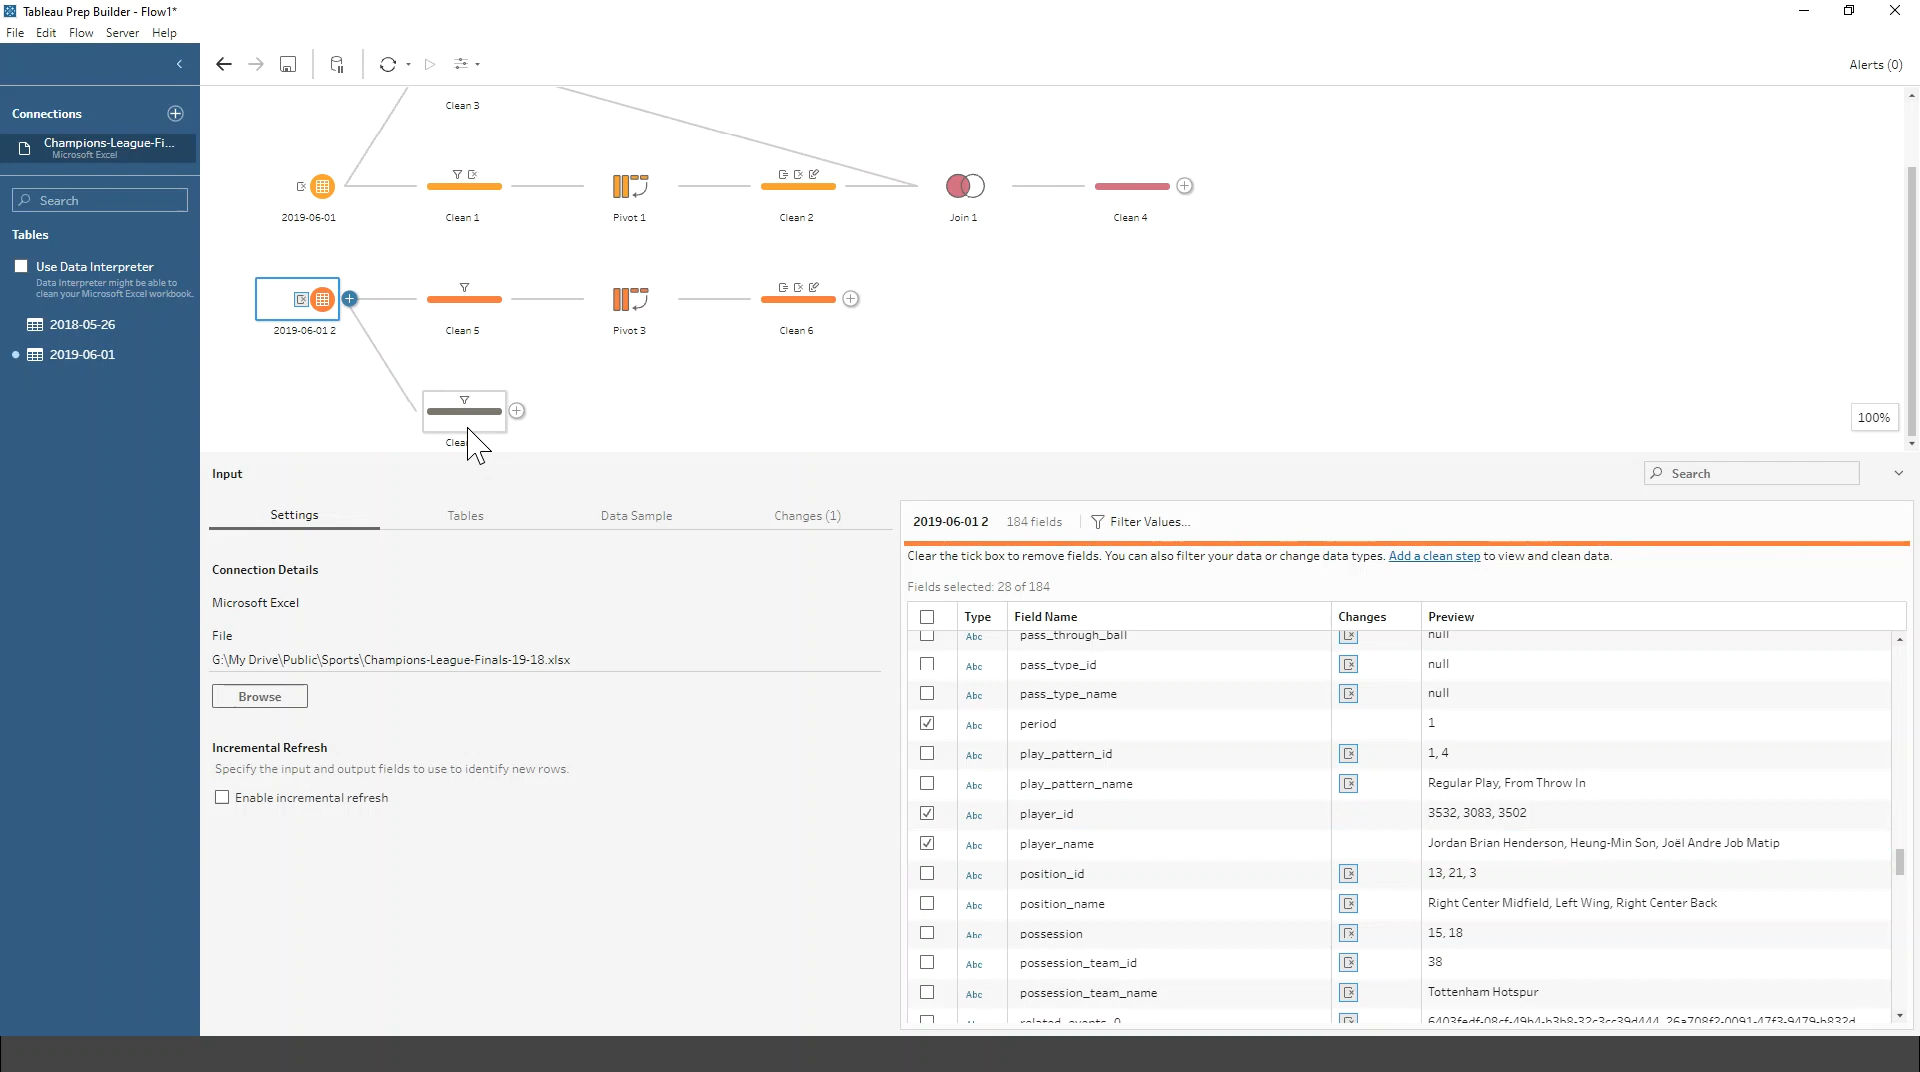 Tableau Prep Builder - Flow1*
File Edit Flow Server Help
Alerts (0)
Connections
Champions-League-Fi...
Microsoft Excel
Search
Tables
Use Data Interpreter
Data Interpreter might be able to
clean your Microsoft Excel workbook.
2018-05-26
2019-06-01
Clean 3
2019-06-01
Clean 1
Pivot 1
Clean 2
Join 1
Clean 4
2019-06-01 2
Clean 5
Pivot 3
Clean 6
100%
Input
Search
Settings
Tables
Data Sample
Changes (1)
Connection Details
Microsoft Excel
File
G:\My Drive\Public\Sports\Champions-League-Finals-19-18.xlsx
Browse
Incremental Refresh
Specify the input and output fields to use to identify new rows.
Enable incremental refresh
2019-06-01 2 184 fields Filter Values...
Clear the tick box to remove fields. You can also filter your data or change data types. Add a clean step to view and clean data.
Fields selected: 28 of 184
Type Field Name Changes Preview
Abc pass_through_ball null
Abc pass_type_id null
Abc pass_type_name null
Abc period 1
Abc play_pattern_id 1, 4
Abc play_pattern_name Regular Play, From Throw In
Abc player_id 3532, 3083, 3502
Abc player_name Jordan Brian Henderson, Heung-Min Son, Joël Andre Job Matip
Abc position_id 13, 21, 3
Abc position_name Right Center Midfield, Left Wing, Right Center Back
Abc possession 15, 18
Abc possession_team_id 38
Abc possession_team_name Tottenham Hotspur
related_events_0